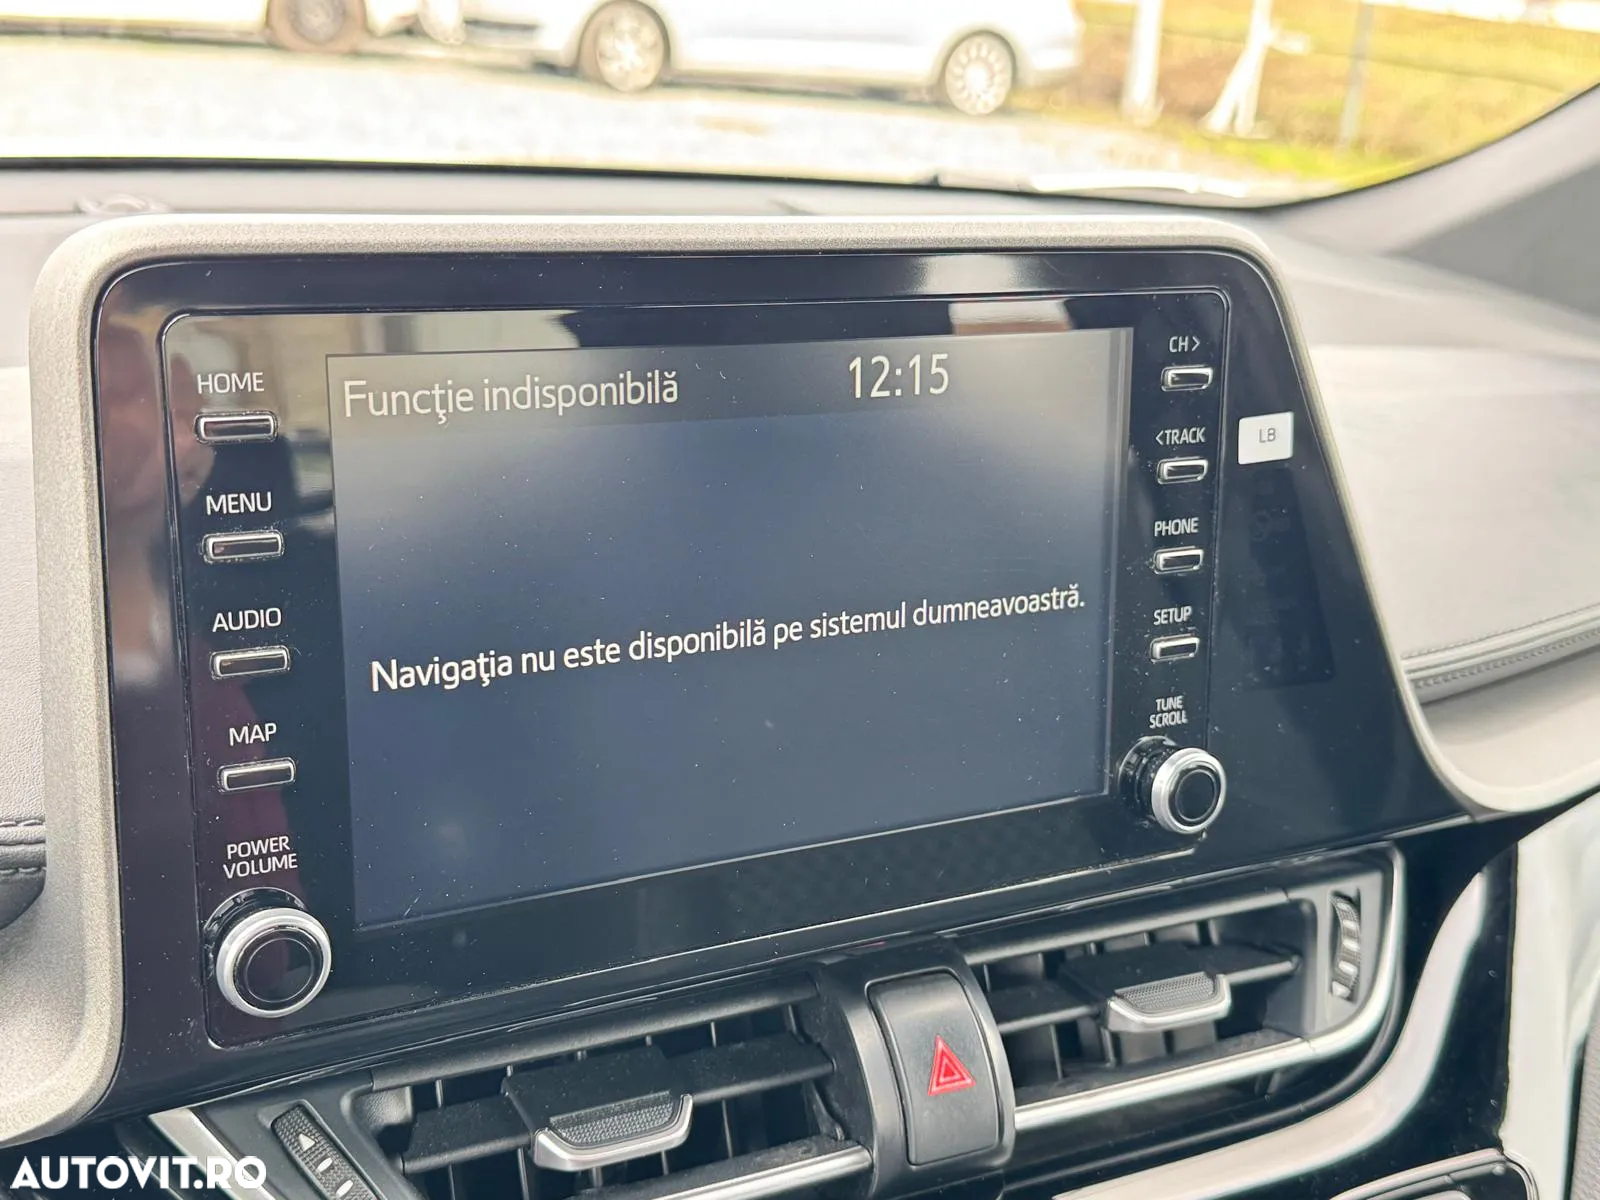 HOME
MENU
AUDIO
MAP
POWER
VOLUME
Funcţie indisponibilă 12:15
Navigaţia nu este disponibilă pe sistemul dumneavoastră.
CH>
<TRACK
PHONE
SETUP
TUNE
SCROLL
LB
AUTOVIT.RO